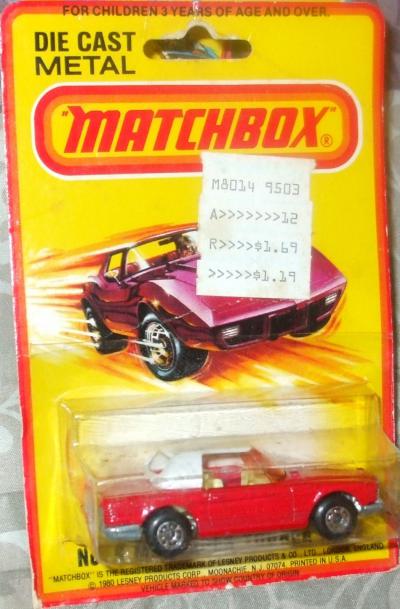 FOR CHILDREN 3 YEARS OF AGE AND OVER.
DIE CAST
METAL
"MATCHBOX"®
M8014 9503
A>>>>>>>12
R>>>>$1.69
>>>>>$1.19
"MATCHBOX" IS THE REGISTERED TRADEMARK OF LESNEY PRODUCTS & CO. LTD., LONDON, ENGLAND
© 1980 LESNEY PRODUCTS CORP., MOONACHIE, N.J. 07074 PRINTED IN U.S.A.
VEHICLE MARKED TO SHOW COUNTRY OF ORIGIN